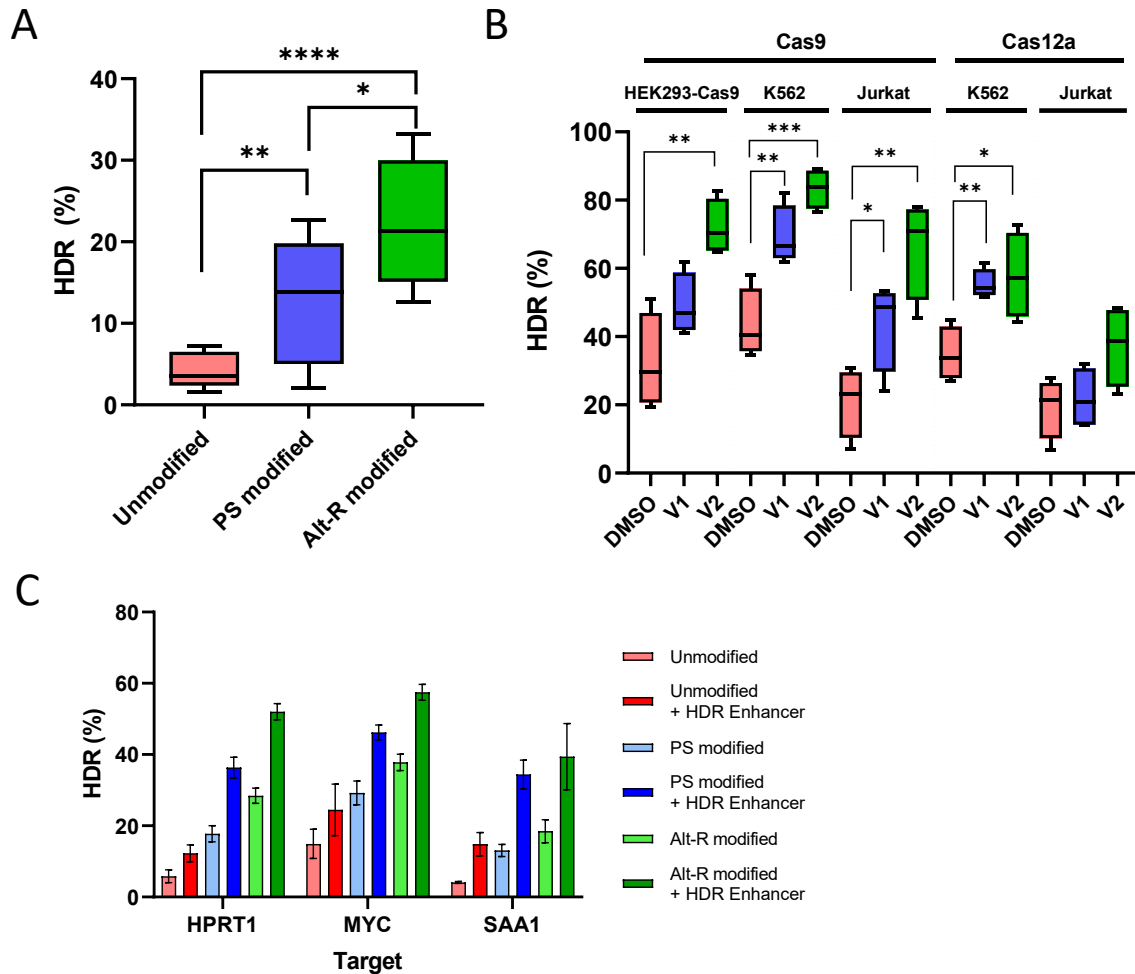 A
****
*
**
40
30
20
10
0
HDR (%)
Unmodified
PS modified
Alt-R modified
B
Cas9 Cas12a
HEK293-Cas9 K562 Jurkat K562 Jurkat
** ** *** * ** ** *
100
80
60
40
20
0
HDR (%)
DMSO V1 V2 DMSO V1 V2 DMSO V1 V2 DMSO V1 V2 DMSO V1 V2
C
80
60
40
20
0
HDR (%)
HPRT1 MYC SAA1
Target
Unmodified
Unmodified
+ HDR Enhancer
PS modified
PS modified
+ HDR Enhancer
Alt-R modified
Alt-R modified
+ HDR Enhancer